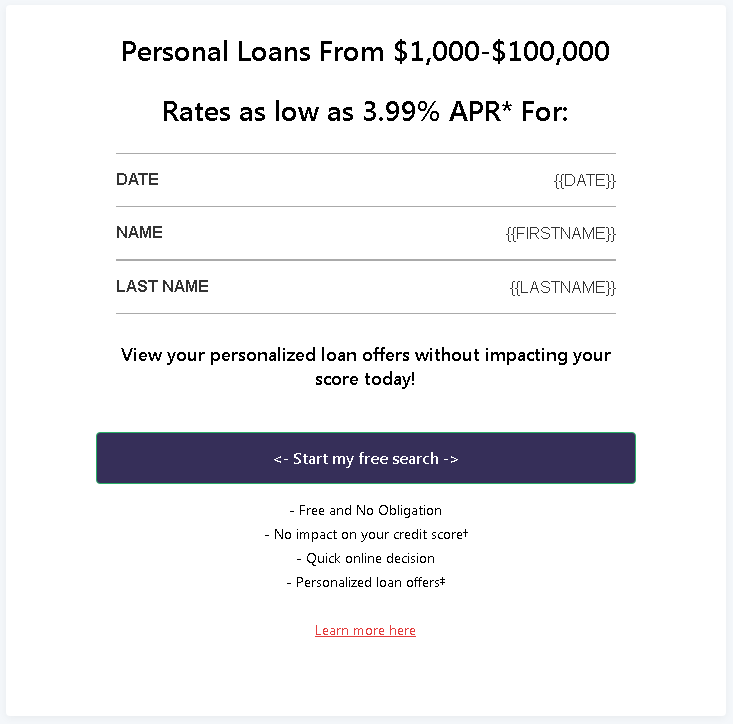 Personal Loans From $1,000-$100,000
Rates as low as 3.99% APR* For:
DATE {{DATE}}
NAME {{FIRSTNAME}}
LAST NAME {{LASTNAME}}
View your personalized loan offers without impacting your
score today!
<- Start my free search ->
- Free and No Obligation
- No impact on your credit score†
- Quick online decision
- Personalized loan offers‡
Learn more here